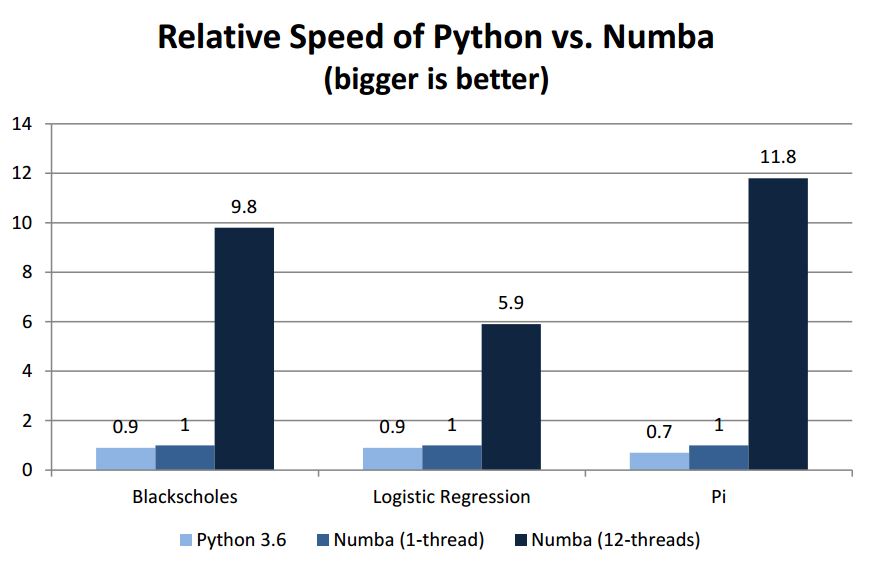 Relative Speed of Python vs. Numba
(bigger is better)
14
12
10
8
6
4
2
0
0.9
1
9.8
0.9
1
5.9
0.7
1
11.8
Blackscholes
Logistic Regression
Pi
Python 3.6
Numba (1-thread)
Numba (12-threads)